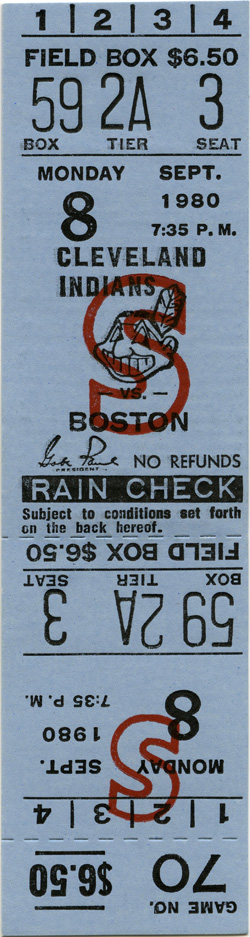 1 | 2 | 3 | 4
FIELD BOX $6.50
59 2A 3
BOX TIER SEAT
MONDAY SEPT.
8 1980
7:35 P.M.
CLEVELAND
INDIANS
S
— VS. —
BOSTON
Gabe Paul NO REFUNDS
PRESIDENT
RAIN CHECK
Subject to conditions set forth
on the back hereof.
FIELD BOX $6.50
BOX TIER SEAT
59 2A 3
8 7:35 P.M.
1980
MONDAY SEPT.
S
1 | 2 | 3 | 4
$6.50
GAME NO. 70